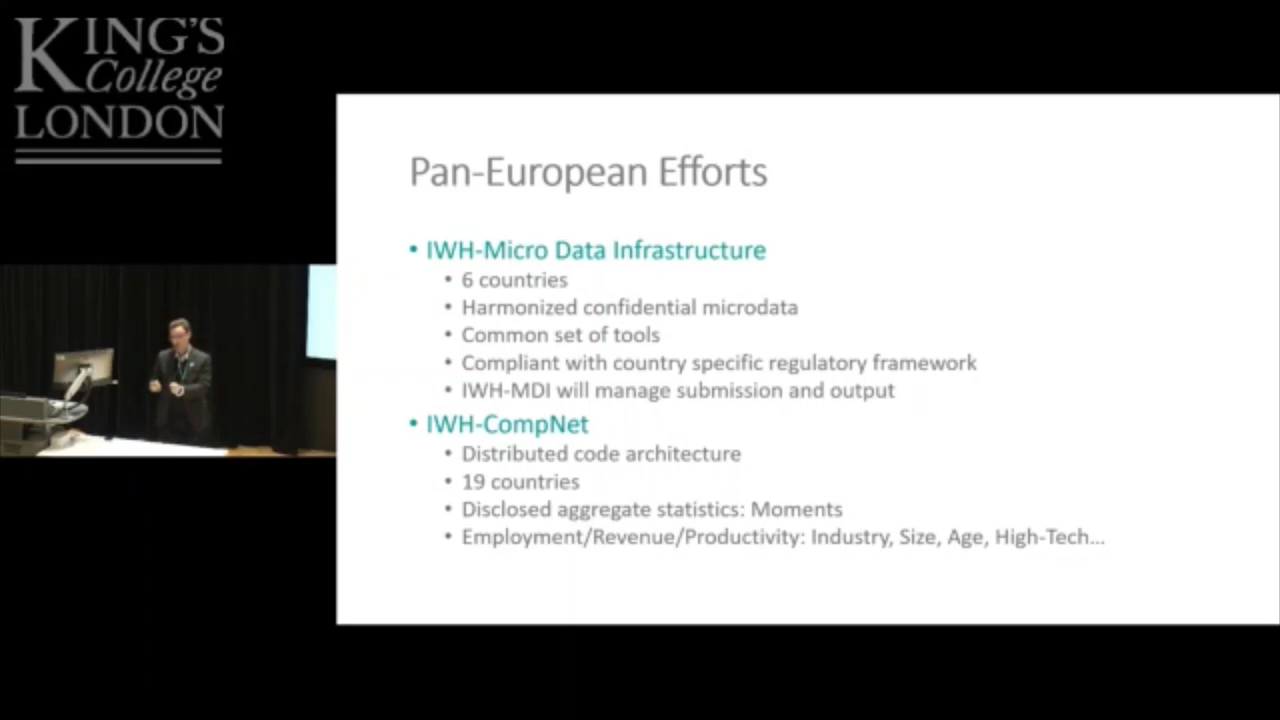 KING'S
College
LONDON
Pan-European Efforts
• IWH-Micro Data Infrastructure
• 6 countries
• Harmonized confidential microdata
• Common set of tools
• Compliant with country specific regulatory framework
• IWH-MDI will manage submission and output
• IWH-CompNet
• Distributed code architecture
• 19 countries
• Disclosed aggregate statistics: Moments
• Employment/Revenue/Productivity: Industry, Size, Age, High-Tech...